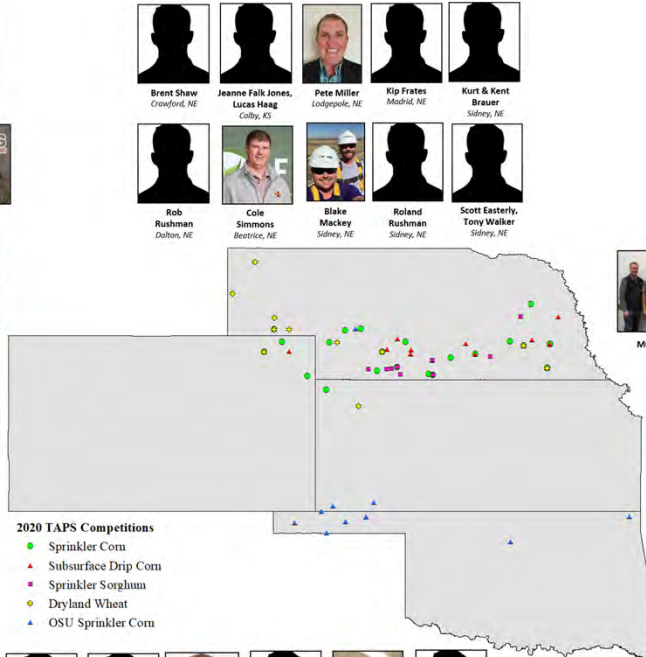 Brent Shaw
Crawford, NE
Jeanne Falk Jones,
Lucas Haag
Colby, KS
Pete Miller
Lodgepole, NE
Kip Frates
Madrid, NE
Kurt & Kent
Brauer
Sidney, NE
Rob
Rushman
Dalton, NE
Cole
Simmons
Beatrice, NE
Blake
Mackey
Sidney, NE
Roland
Rushman
Sidney, NE
Scott Easterly,
Tony Walker
Sidney, NE
2020 TAPS Competitions
Sprinkler Corn
Subsurface Drip Corn
Sprinkler Sorghum
Dryland Wheat
OSU Sprinkler Corn